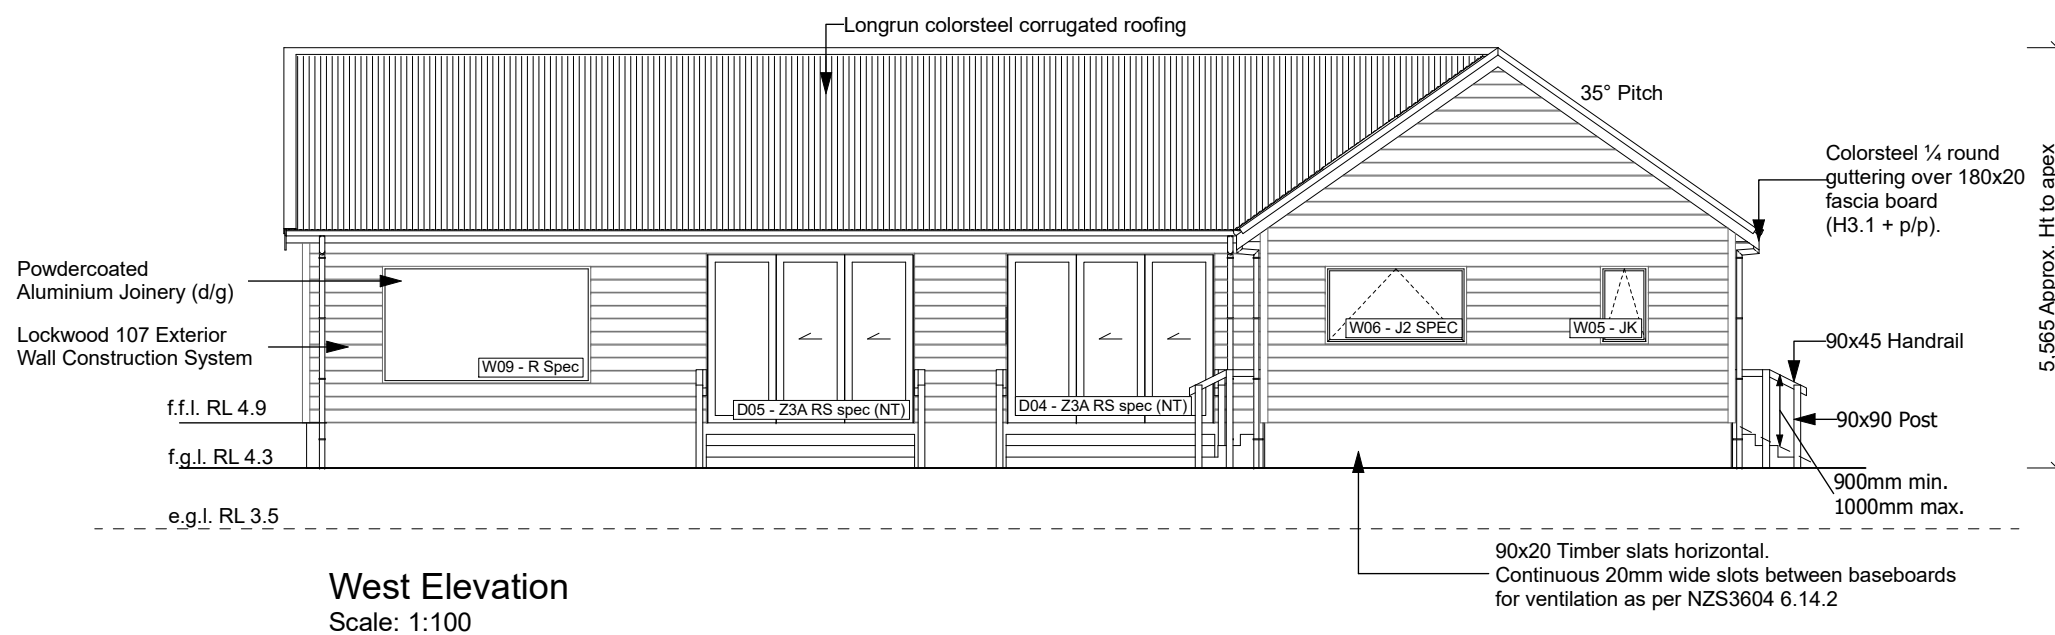 Longrun colorsteel corrugated roofing
35° Pitch
Colorsteel ¼ round
guttering over 180x20
fascia board
(H3.1 + p/p).
5.565 Approx. Ht to apex
Powdercoated
Aluminium Joinery (d/g)
Lockwood 107 Exterior
Wall Construction System
W09 - R Spec
D05 - Z3A RS spec (NT)
D04 - Z3A RS spec (NT)
W06 - J2 SPEC
W05 - JK
90x45 Handrail
90x90 Post
f.f.l. RL 4.9
f.g.l. RL 4.3
e.g.l. RL 3.5
900mm min.
1000mm max.
90x20 Timber slats horizontal.
Continuous 20mm wide slots between baseboards
for ventilation as per NZS3604 6.14.2
West Elevation
Scale: 1:100